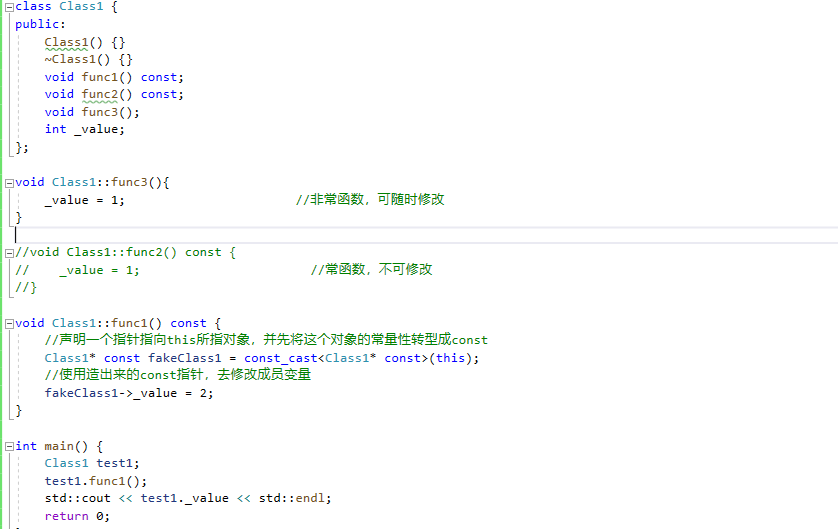 class Class1 {
public:
    Class1() {}
    ~Class1() {}
    void func1() const;
    void func2() const;
    void func3();
    int _value;
};

void Class1::func3(){
    _value = 1;                       //非常函数，可随时修改
}

//void Class1::func2() const {
//    _value = 1;                       //常函数，不可修改
//}

void Class1::func1() const {
    //声明一个指针指向this所指对象，并先将这个对象的常量性转型成const
    Class1* const fakeClass1 = const_cast<Class1* const>(this);
    //使用造出来的const指针，去修改成员变量
    fakeClass1->_value = 2;
}

int main() {
    Class1 test1;
    test1.func1();
    std::cout << test1._value << std::endl;
    return 0;